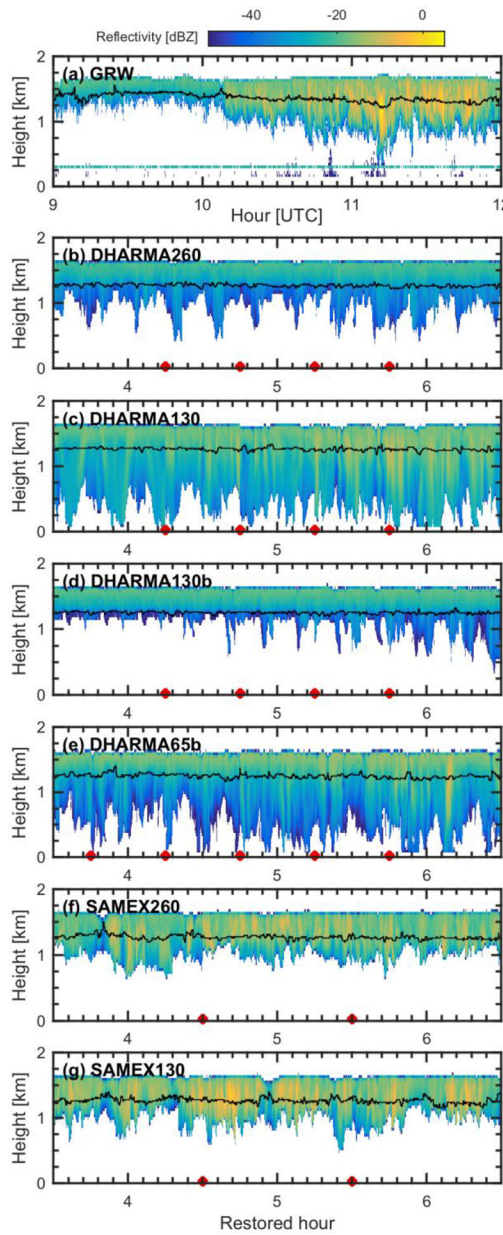 Reflectivity [dBZ]
-40 -20 0
(a) GRW
Height [km]
2
1
0
9 10 11 12
Hour [UTC]
(b) DHARMA260
Height [km]
2
1
0
4 5 6
(c) DHARMA130
Height [km]
2
1
0
4 5 6
(d) DHARMA130b
Height [km]
2
1
0
4 5 6
(e) DHARMA65b
Height [km]
2
1
0
4 5 6
(f) SAMEX260
Height [km]
2
1
0
4 5 6
(g) SAMEX130
Height [km]
2
1
0
4 5 6
Restored hour